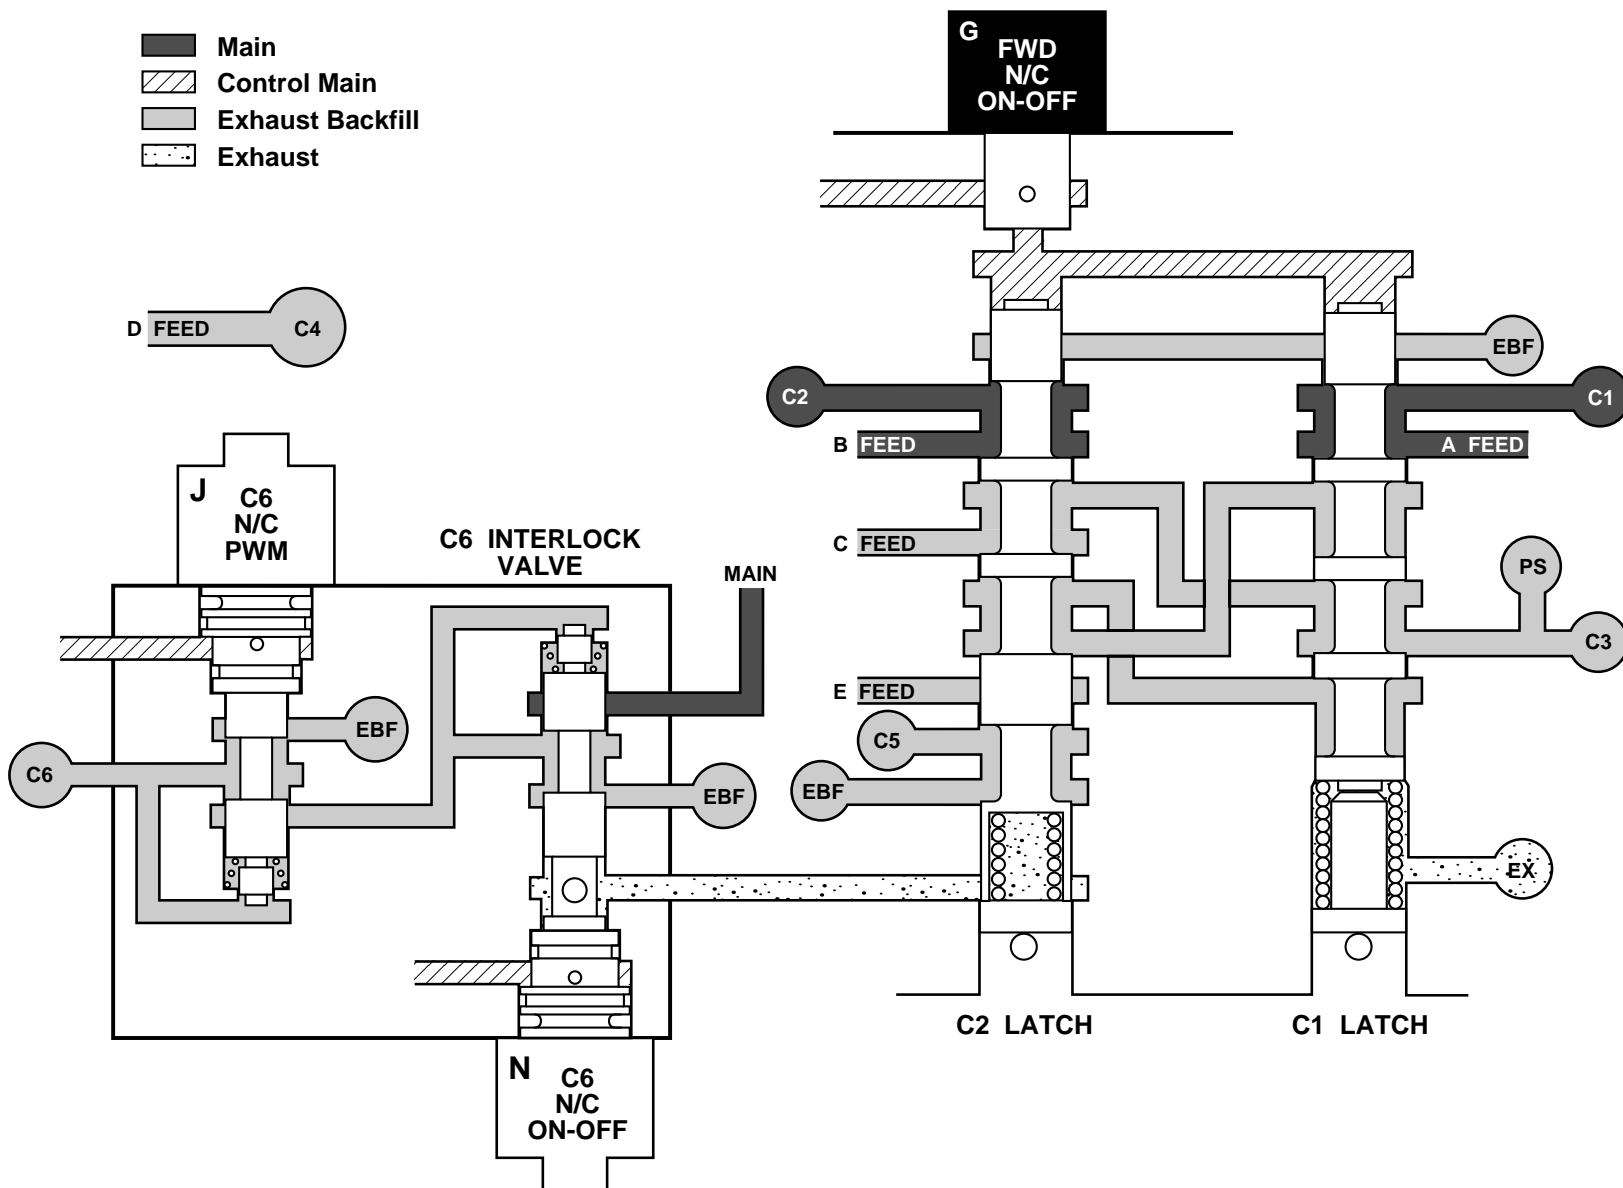 Main
Control Main
Exhaust Backfill
Exhaust
G
FWD
N/C
ON-OFF
D FEED
C4
EBF
C2
C1
B FEED
A FEED
J
C6
N/C
PWM
C6 INTERLOCK
VALVE
MAIN
C FEED
PS
C3
E FEED
EBF
C5
C6
EBF
EBF
EX
C2 LATCH
C1 LATCH
N
C6
N/C
ON-OFF